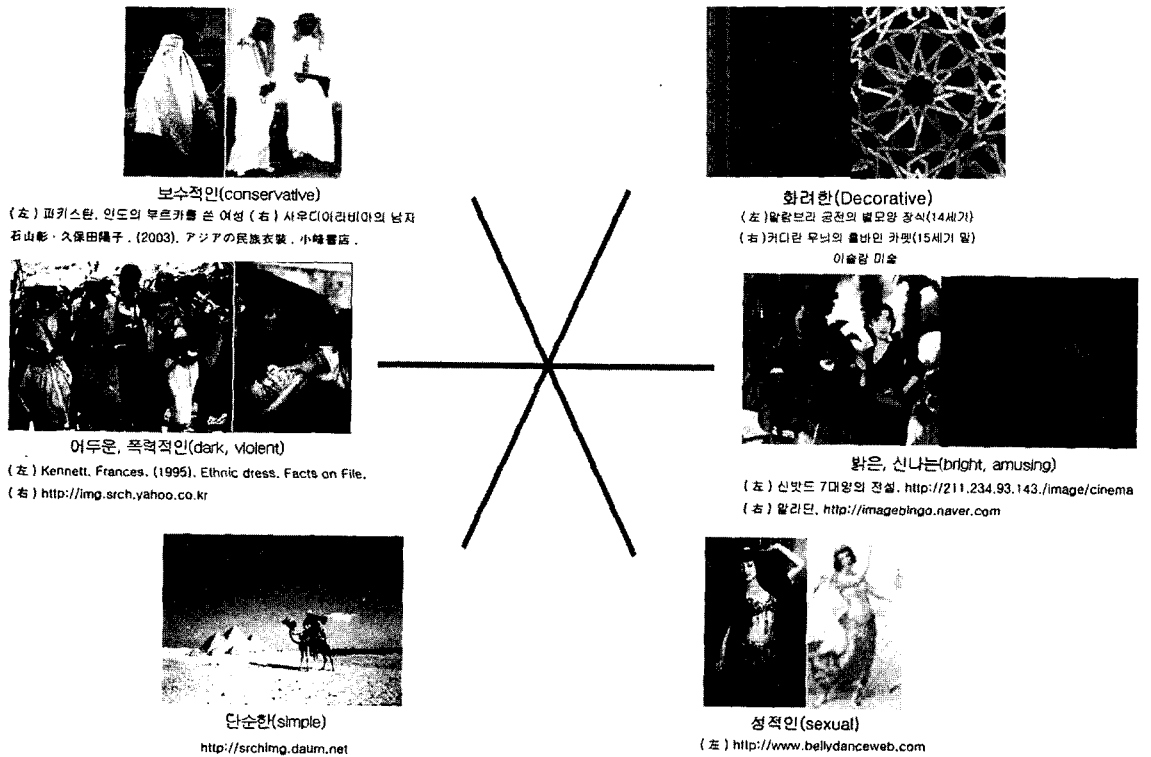 보수적인(conservative)
(左) 파키스탄, 인도의 부르카를 쓴 여성 (右) 사우디아라비아의 남자
石山彰·久保田陽子. (2003). アジアの民族衣裝. 小峰書店.
화려한(Decorative)
(左)알람브라 궁전의 별모양 장식(14세기)
(右)커다란 무늬의 홀바인 카펫(15세기 말)
이슬람 미술
어두운, 폭력적인(dark, violent)
(左) Kennett, Frances. (1995). Ethnic dress. Facts on File.
(右) http://img.srch.yahoo.co.kr
밝은, 신나는(bright, amusing)
(左) 신밧드 7대양의 전설, http://211.234.93.143./image/cinema
(右) 알라딘, http://imagebingo.naver.com
단순한(simple)
http://srchimg.daum.net
성적인(sexual)
(左) http://www.bellydanceweb.com